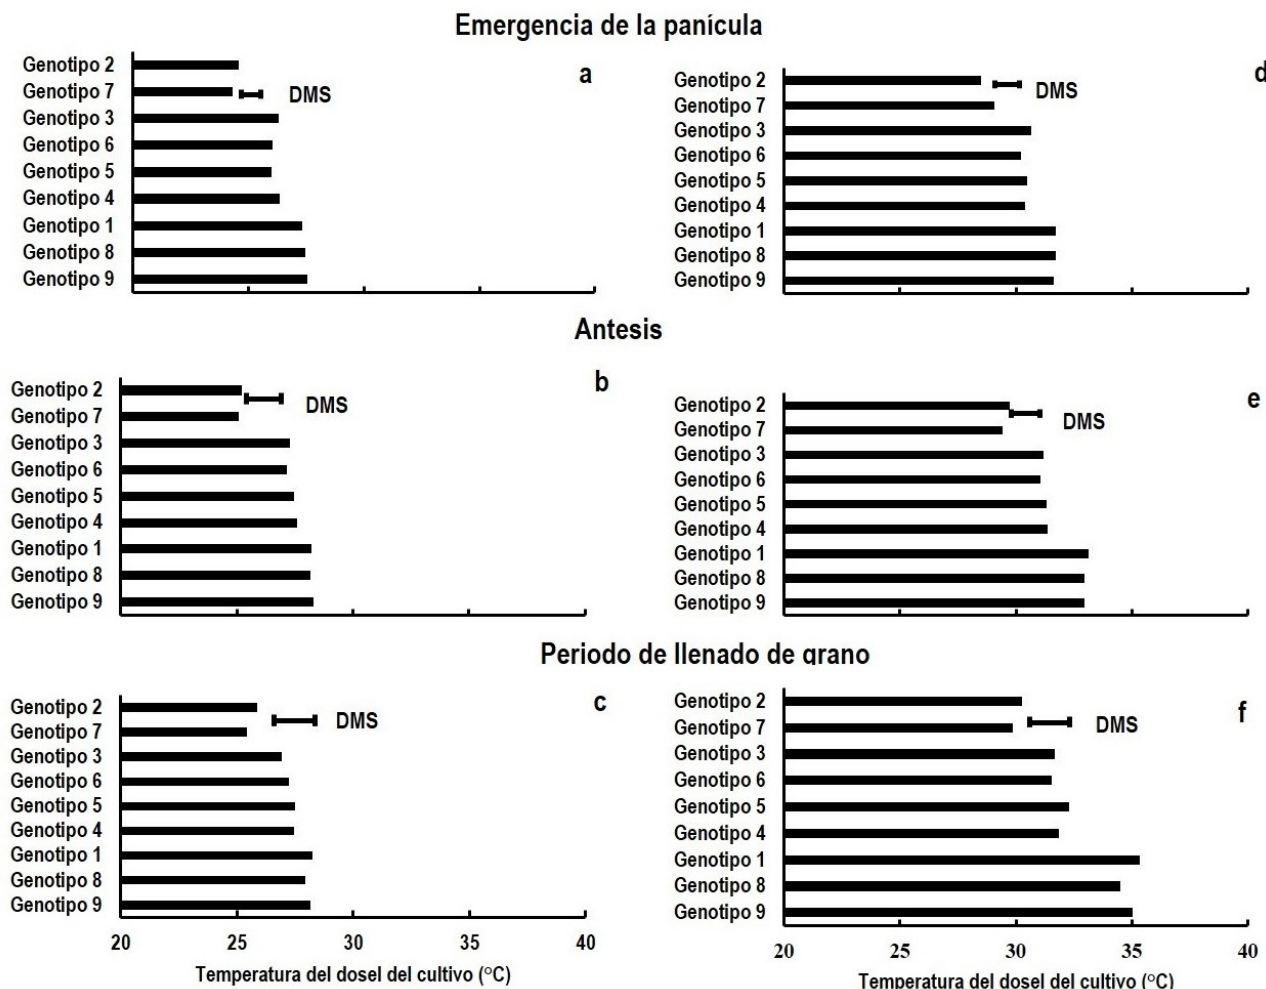 Emergencia de la panícula
Genotipo 2
Genotipo 7
Genotipo 3
Genotipo 6
Genotipo 5
Genotipo 4
Genotipo 1
Genotipo 8
Genotipo 9
DMS
a
Genotipo 2
Genotipo 7
Genotipo 3
Genotipo 6
Genotipo 5
Genotipo 4
Genotipo 1
Genotipo 8
Genotipo 9
DMS
d
Antesis
Genotipo 2
Genotipo 7
Genotipo 3
Genotipo 6
Genotipo 5
Genotipo 4
Genotipo 1
Genotipo 8
Genotipo 9
DMS
b
Genotipo 2
Genotipo 7
Genotipo 3
Genotipo 6
Genotipo 5
Genotipo 4
Genotipo 1
Genotipo 8
Genotipo 9
DMS
e
Periodo de llenado de grano
Genotipo 2
Genotipo 7
Genotipo 3
Genotipo 6
Genotipo 5
Genotipo 4
Genotipo 1
Genotipo 8
Genotipo 9
DMS
c
20 25 30 35 40
Temperatura del dosel del cultivo (°C)
Genotipo 2
Genotipo 7
Genotipo 3
Genotipo 6
Genotipo 5
Genotipo 4
Genotipo 1
Genotipo 8
Genotipo 9
DMS
f
20 25 30 35 40
Temperatura del dosel del cultivo (°C)